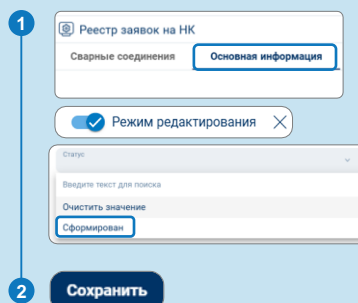 1
Реестр заявок на НК
Сварные соединения Основная информация
Режим редактирования
Статус
Введите текст для поиска
Очистить значение
Сформирован
2
Сохранить